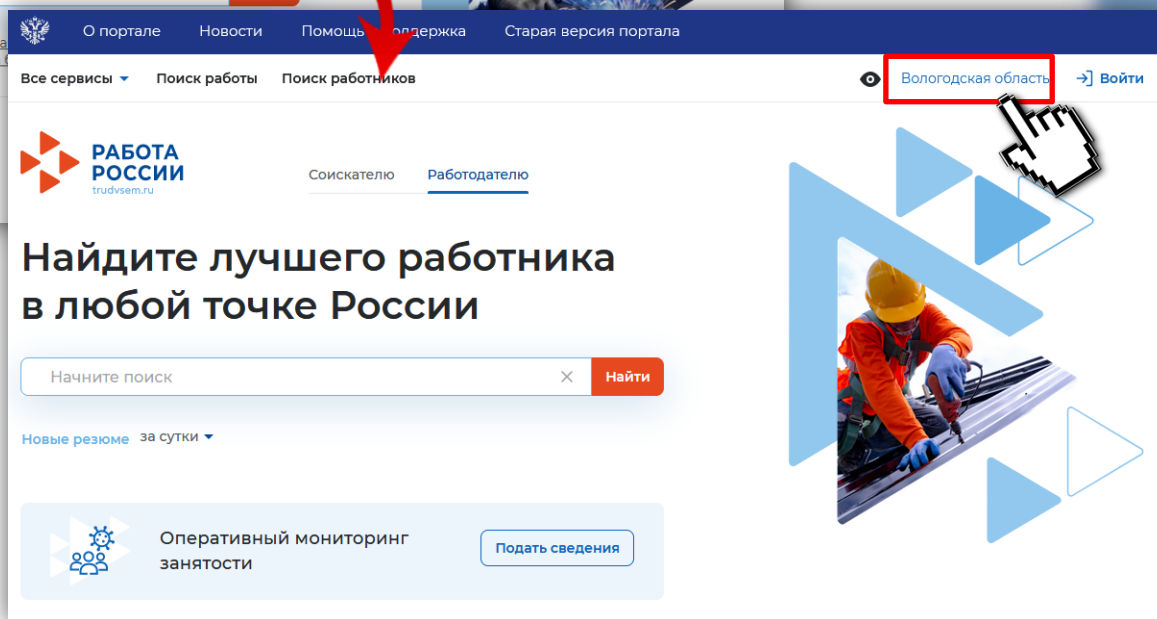 О портале Новости Помощь поддержка Старая версия портала
Все сервисы Поиск работы Поиск работников Вологодская область Войти
РАБОТА
РОССИИ
trudvsem.ru
Соискателю Работодателю
Найдите лучшего работника
в любой точке России
Начните поиск Найти
Новые резюме за сутки
Оперативный мониторинг
занятости
Подать сведения